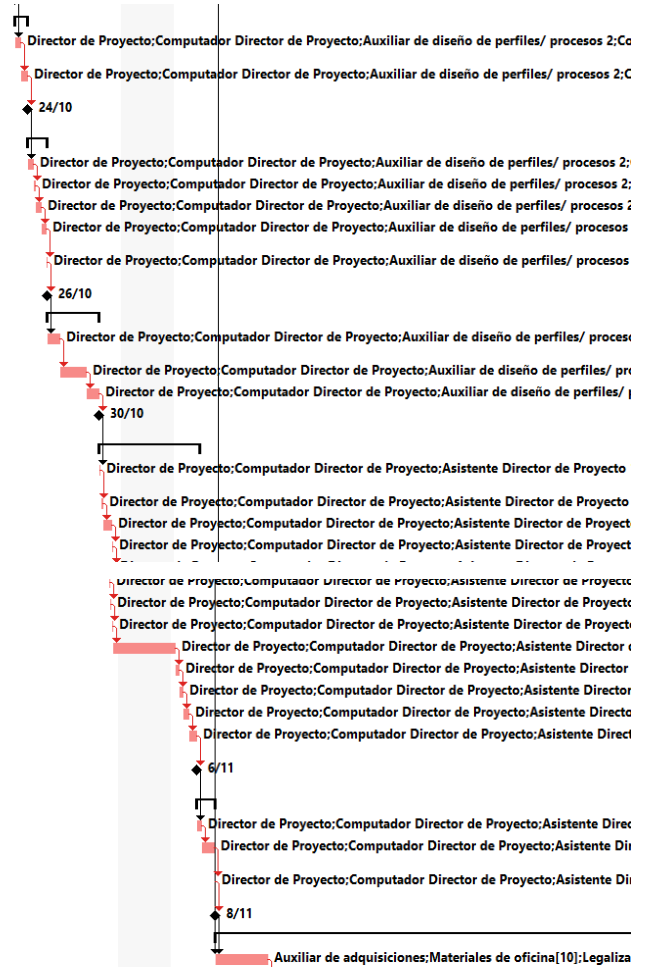 Director de Proyecto;Computador Director de Proyecto;Auxiliar de diseño de perfiles/ procesos 2;Co
Director de Proyecto;Computador Director de Proyecto;Auxiliar de diseño de perfiles/ procesos 2;C
24/10
Director de Proyecto;Computador Director de Proyecto;Auxiliar de diseño de perfiles/ procesos 2;
Director de Proyecto;Computador Director de Proyecto;Auxiliar de diseño de perfiles/ procesos 2;
Director de Proyecto;Computador Director de Proyecto;Auxiliar de diseño de perfiles/ procesos 2
Director de Proyecto;Computador Director de Proyecto;Auxiliar de diseño de perfiles/ procesos
Director de Proyecto;Computador Director de Proyecto;Auxiliar de diseño de perfiles/ procesos
26/10
Director de Proyecto;Computador Director de Proyecto;Auxiliar de diseño de perfiles/ proceso
Director de Proyecto;Computador Director de Proyecto;Auxiliar de diseño de perfiles/ pro
Director de Proyecto;Computador Director de Proyecto;Auxiliar de diseño de perfiles/
30/10
Director de Proyecto;Computador Director de Proyecto;Asistente Director de Proyecto
Director de Proyecto;Computador Director de Proyecto;Asistente Director de Proyecto
Director de Proyecto;Computador Director de Proyecto;Asistente Director de Proyect
Director de Proyecto;Computador Director de Proyecto;Asistente Director de Proyect
Director de Proyecto;Computador Director de Proyecto;Asistente Director de Proyecto
Director de Proyecto;Computador Director de Proyecto;Asistente Director de Proyecto
Director de Proyecto;Computador Director de Proyecto;Asistente Director de Proyect
Director de Proyecto;Computador Director de Proyecto;Asistente Director
Director de Proyecto;Computador Director de Proyecto;Asistente Director
Director de Proyecto;Computador Director de Proyecto;Asistente Director
Director de Proyecto;Computador Director de Proyecto;Asistente Directo
Director de Proyecto;Computador Director de Proyecto;Asistente Direct
6/11
Director de Proyecto;Computador Director de Proyecto;Asistente Direc
Director de Proyecto;Computador Director de Proyecto;Asistente Dir
Director de Proyecto;Computador Director de Proyecto;Asistente Di
8/11
Auxiliar de adquisiciones;Materiales de oficina[10];Legaliza